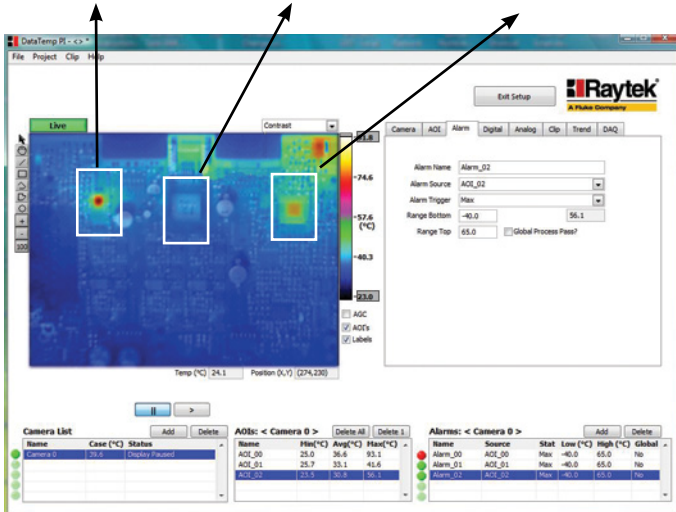 DataTemp PI - <> *
File Project Clip Help
Exit Setup
Raytek
A Fluke Company
Live
Contrast
Camera AOI Alarm Digital Analog Clip Trend DAQ
Alarm Name Alarm_02
Alarm Source AOI_02
Alarm Trigger Max
Range Bottom -40.0 56.1
Range Top 65.0 Global Process Pass?
74.6
57.6
(°C)
40.3
23.0
+
-
100
AGC
AOI's
Labels
Temp (°C) 24.1 Position (X,Y) (274,230)
|| >
Camera List Add Delete
Name Case (°C) Status
Camera 0 39.6 Display Paused
AOIs: < Camera 0 > Delete All Delete 1
Name Min(°C) Avg(°C) Max(°C)
AOI_00 25.0 36.6 93.1
AOI_01 25.7 33.1 41.6
AOI_02 23.5 30.8 56.1
Alarms: < Camera 0 > Add Delete
Name Source Stat Low (°C) High (°C) Global
Alarm_00 AOI_00 Max -40.0 65.0 No
Alarm_01 AOI_01 Max -40.0 65.0 No
Alarm_02 AOI_02 Max -40.0 65.0 No